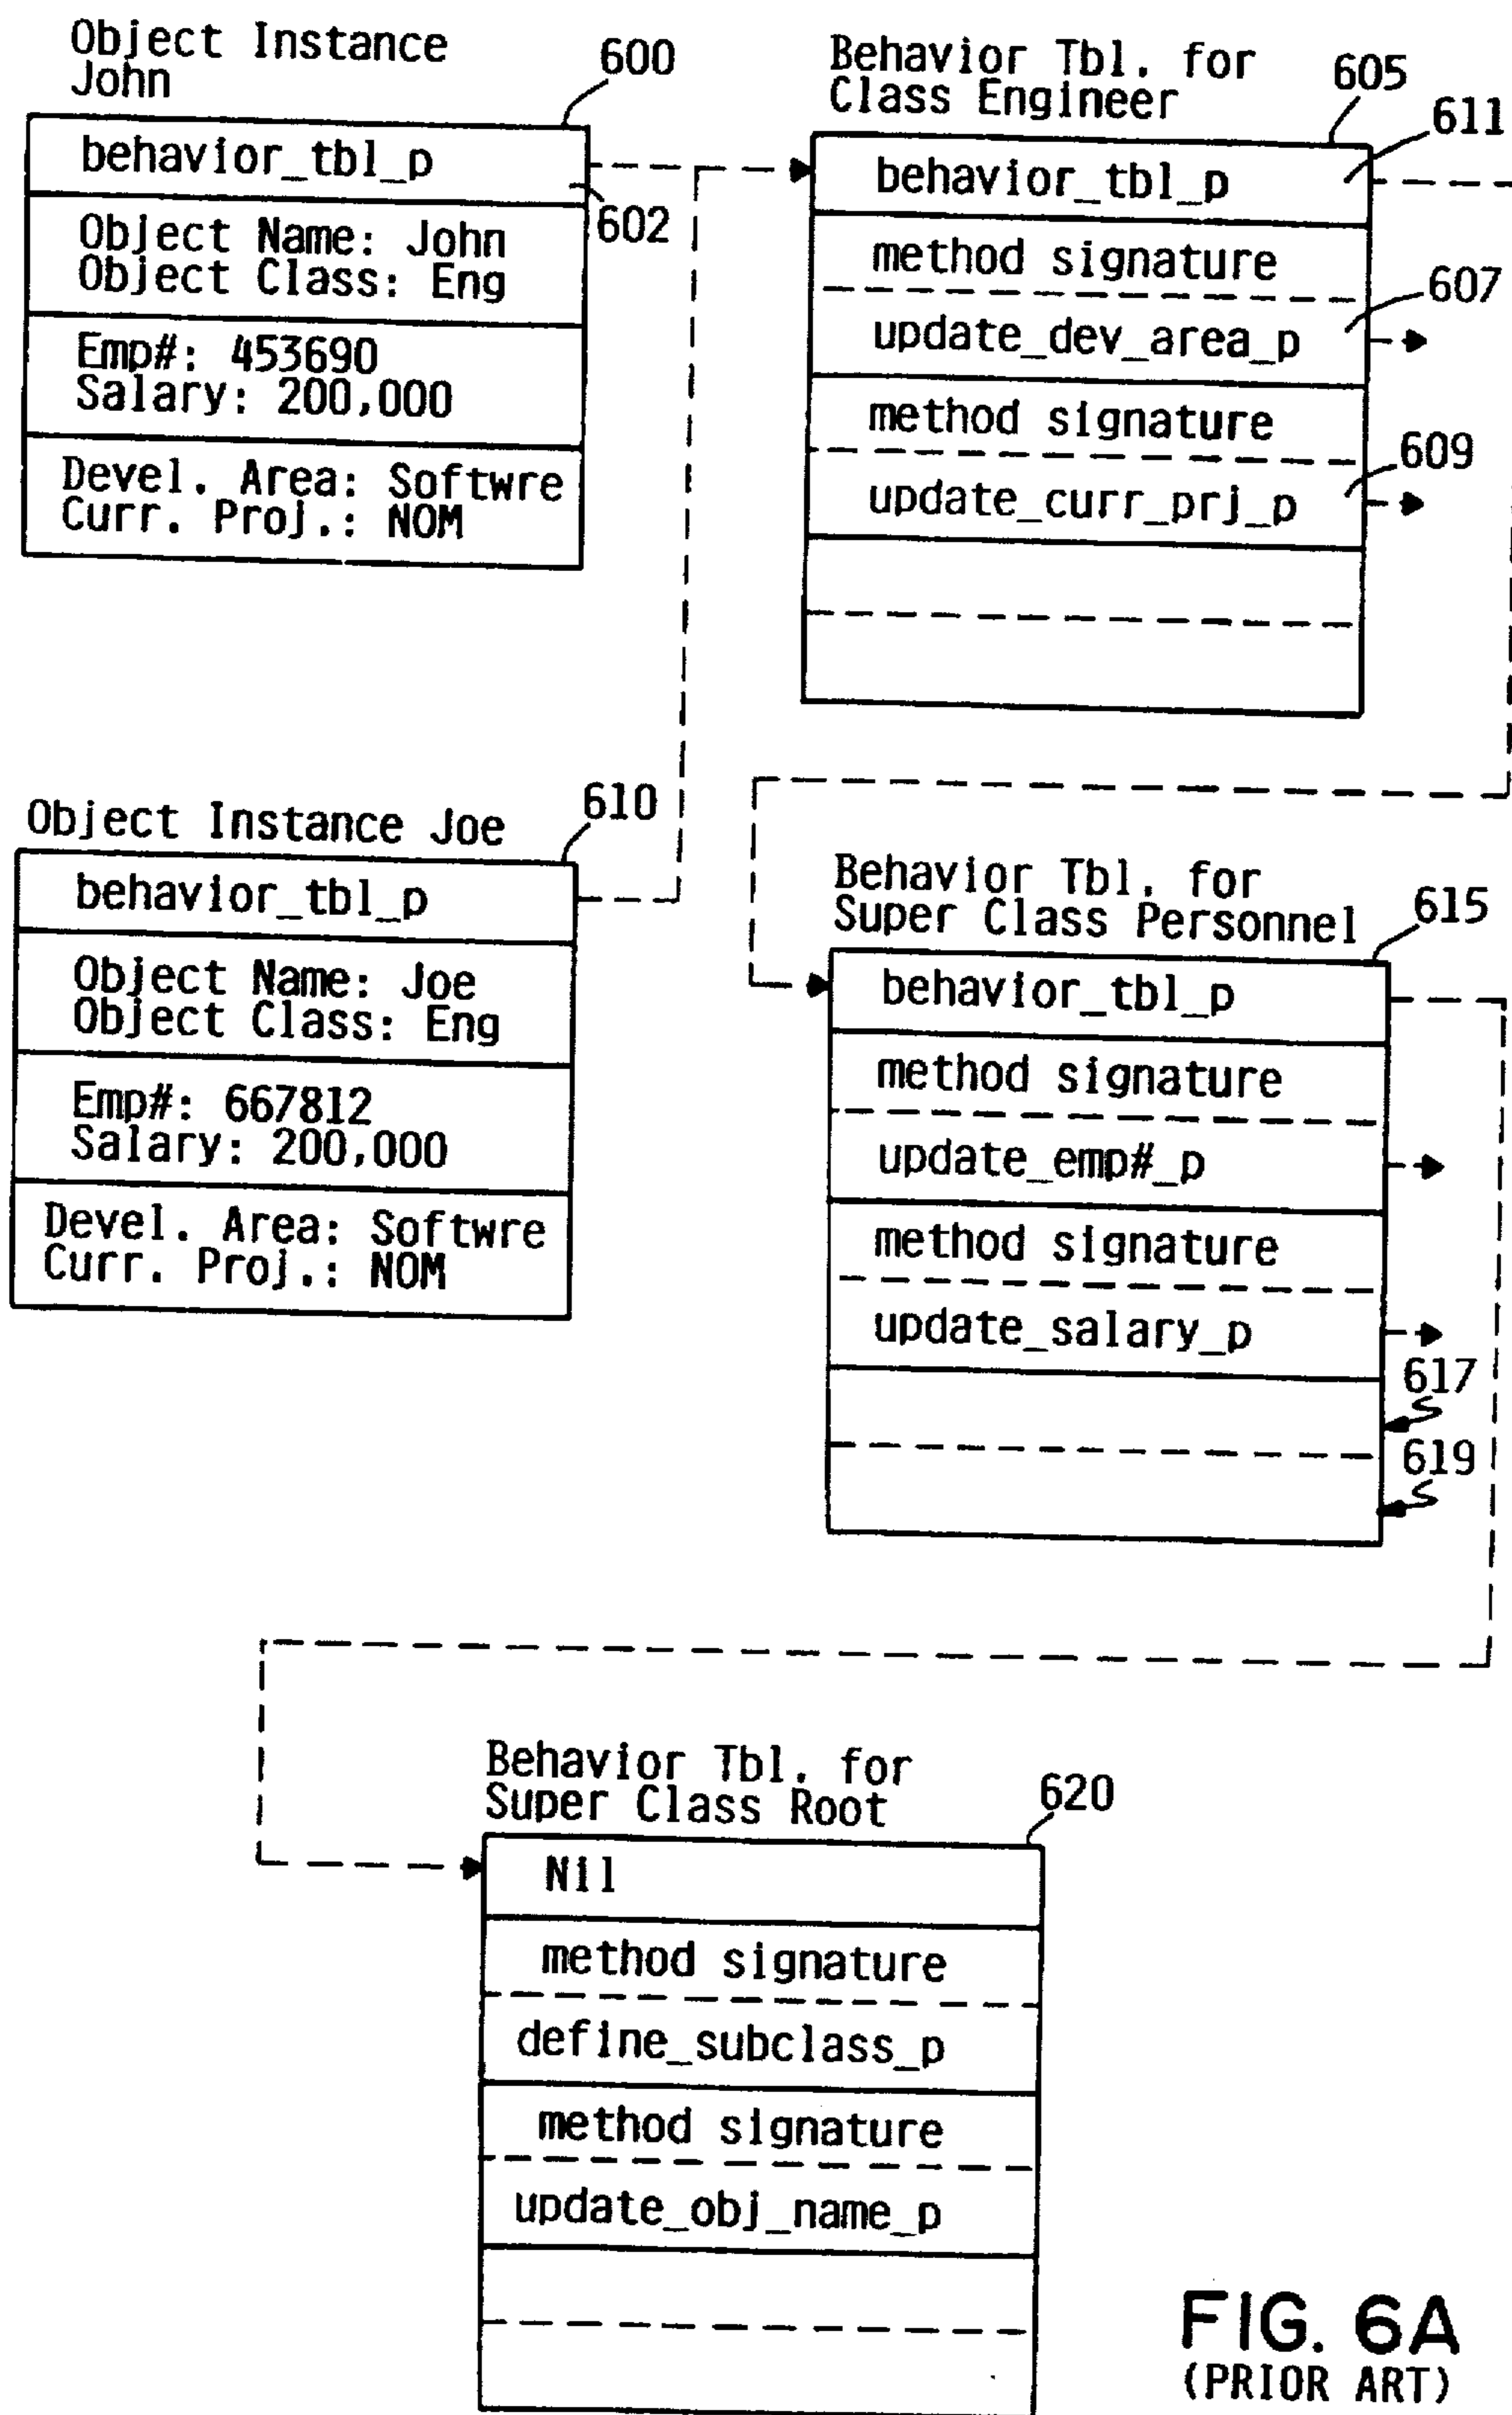 Object Instance
John
600
behavior_tbl_p
602
Object Name: John
Object Class: Eng
Emp#: 453690
Salary: 200,000
Devel. Area: Softwre
Curr. Proj.: NOM
Behavior Tbl. for
Class Engineer
605
611
behavior_tbl_p
method signature
607
update_dev_area_p
method signature
609
update_curr_prj_p
Object Instance Joe
610
behavior_tbl_p
Object Name: Joe
Object Class: Eng
Emp#: 667812
Salary: 200,000
Devel. Area: Softwre
Curr. Proj.: NOM
Behavior Tbl. for
Super Class Personnel
615
behavior_tbl_p
method signature
update_emp#_p
method signature
update_salary_p
617
619
Behavior Tbl. for
Super Class Root
620
Nil
method signature
define_subclass_p
method signature
update_obj_name_p
FIG. 6A
(PRIOR ART)